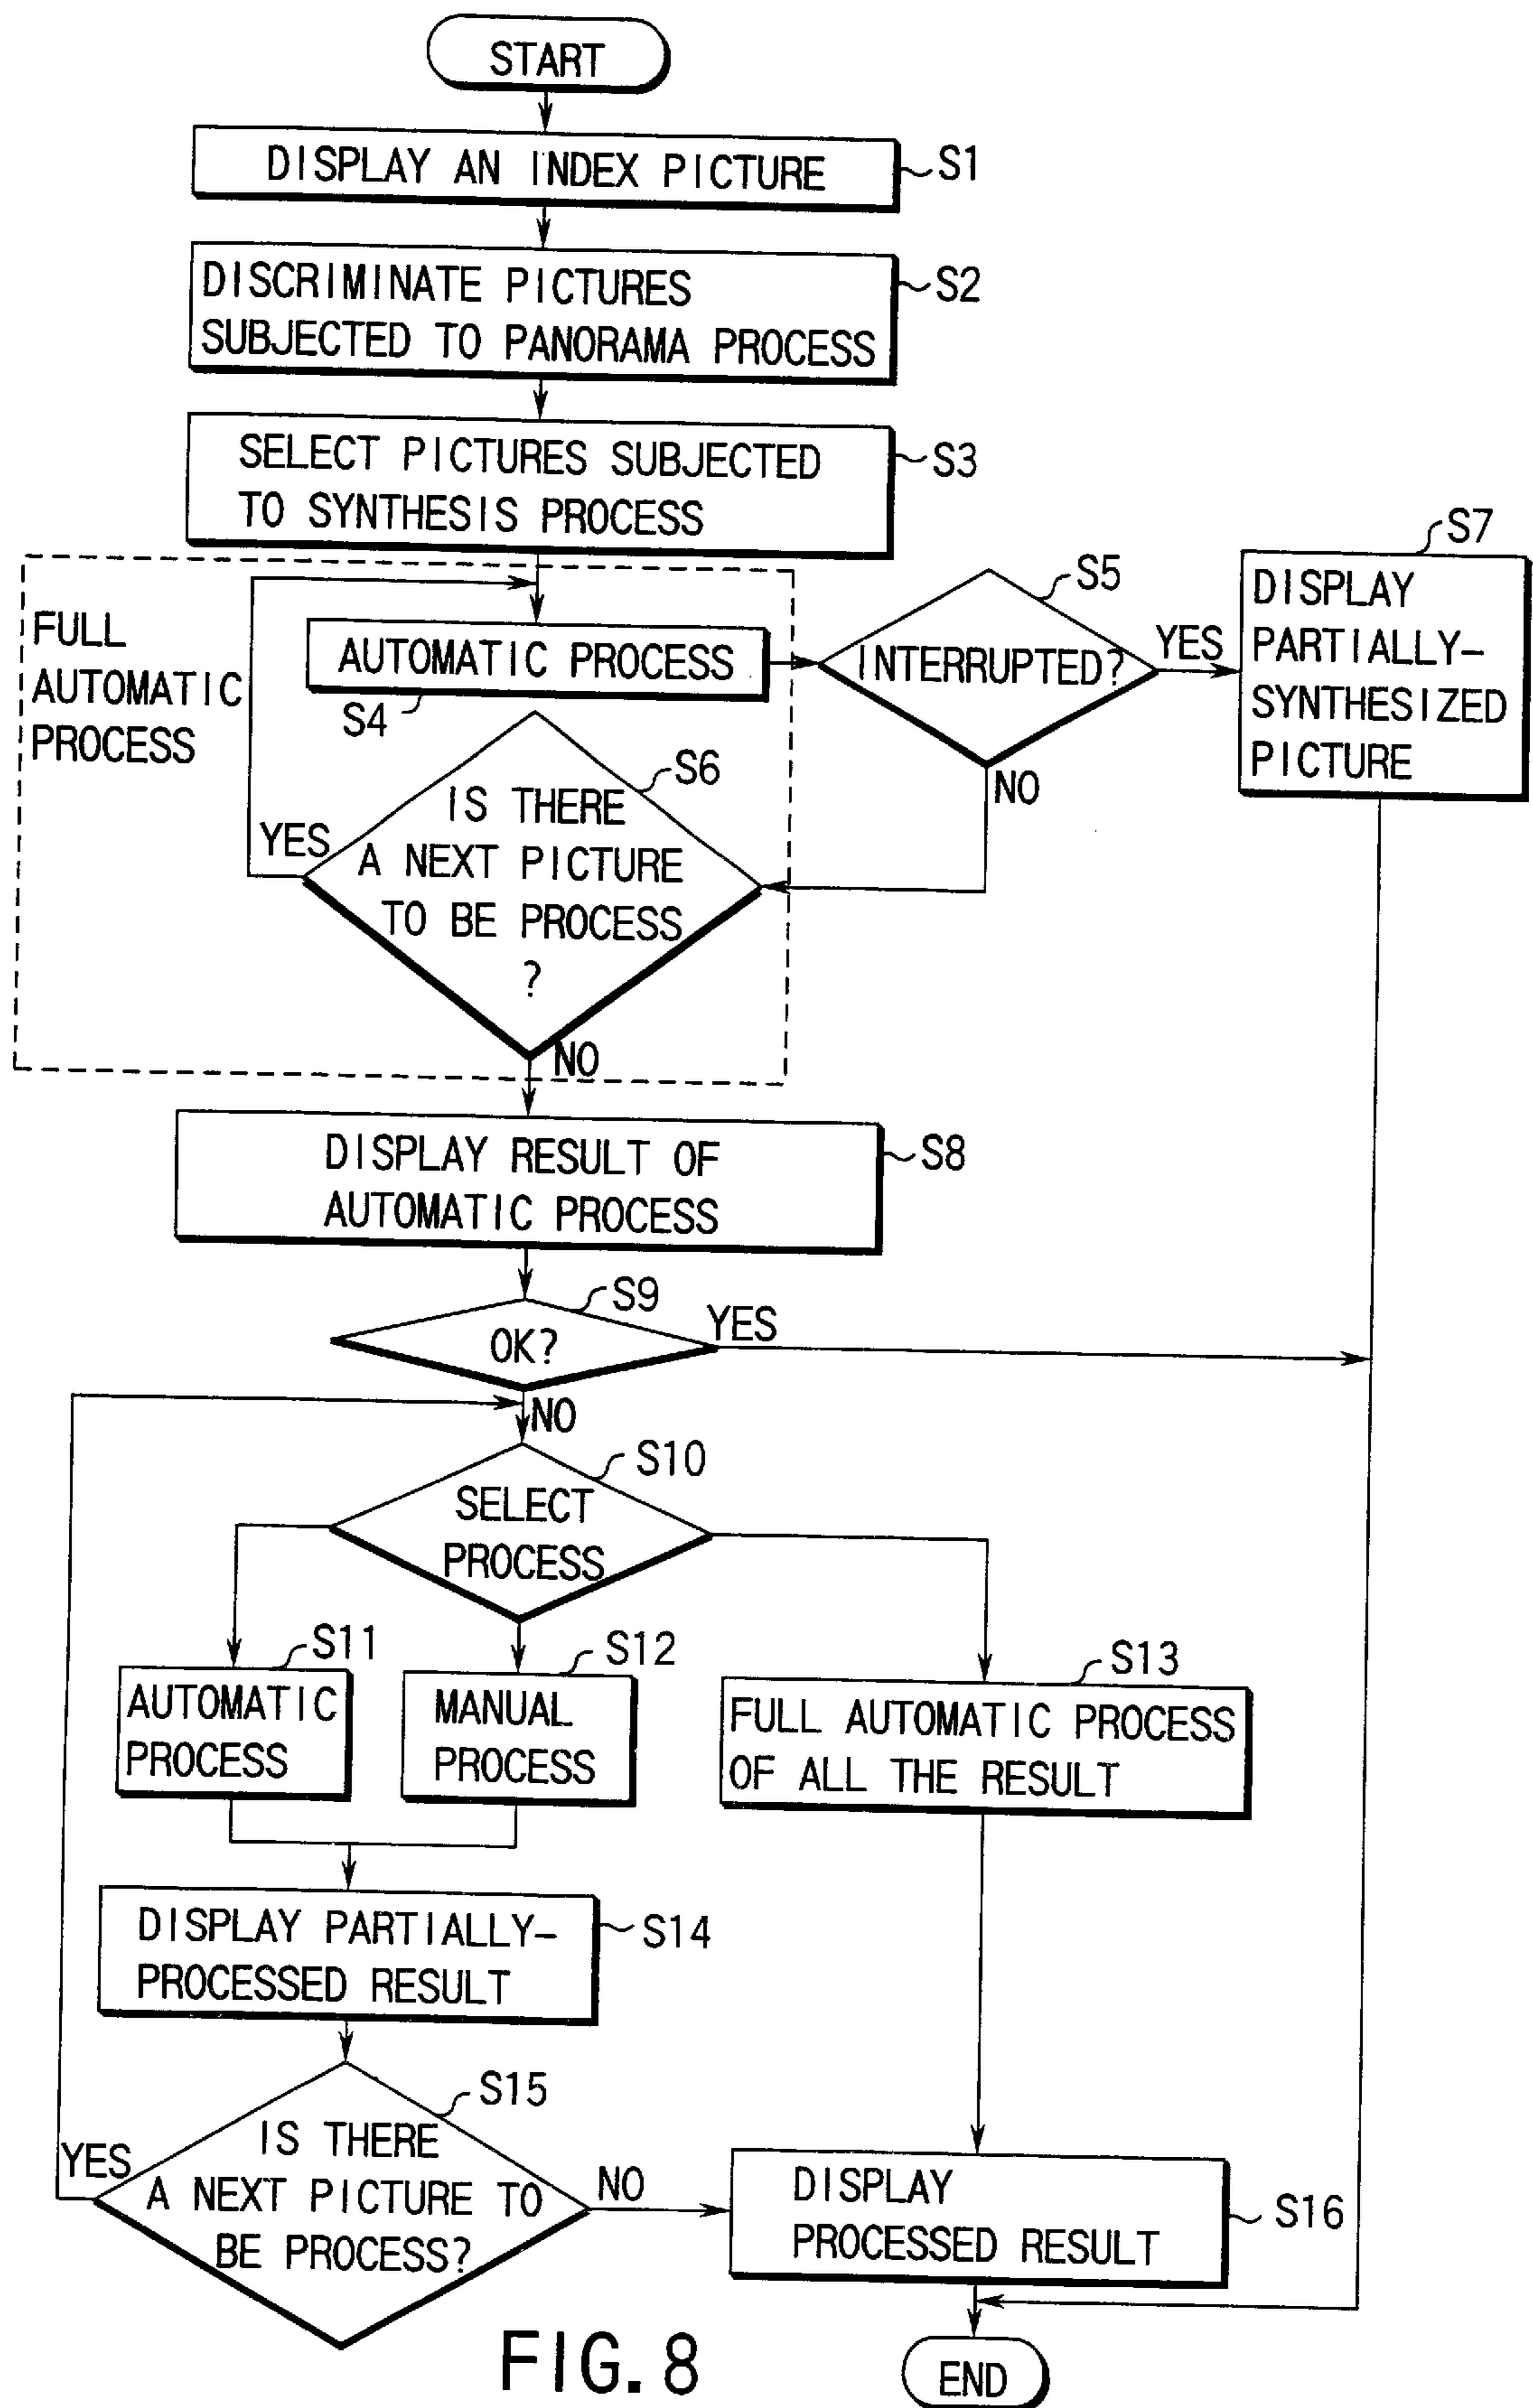 START
DISPLAY AN INDEX PICTURE
S1
DISCRIMINATE PICTURES
SUBJECTED TO PANORAMA PROCESS
S2
SELECT PICTURES SUBJECTED
TO SYNTHESIS PROCESS
S3
FULL
AUTOMATIC
PROCESS
AUTOMATIC PROCESS
S4
INTERRUPTED?
S5
YES
NO
DISPLAY
PARTIALLY-
SYNTHESIZED
PICTURE
S7
IS THERE
A NEXT PICTURE
TO BE PROCESS
?
S6
YES
NO
DISPLAY RESULT OF
AUTOMATIC PROCESS
S8
OK?
S9
YES
NO
SELECT
PROCESS
S10
AUTOMATIC
PROCESS
S11
MANUAL
PROCESS
S12
FULL AUTOMATIC PROCESS
OF ALL THE RESULT
S13
DISPLAY PARTIALLY-
PROCESSED RESULT
S14
IS THERE
A NEXT PICTURE TO
BE PROCESS?
S15
YES
NO
DISPLAY
PROCESSED RESULT
S16
END
FIG. 8